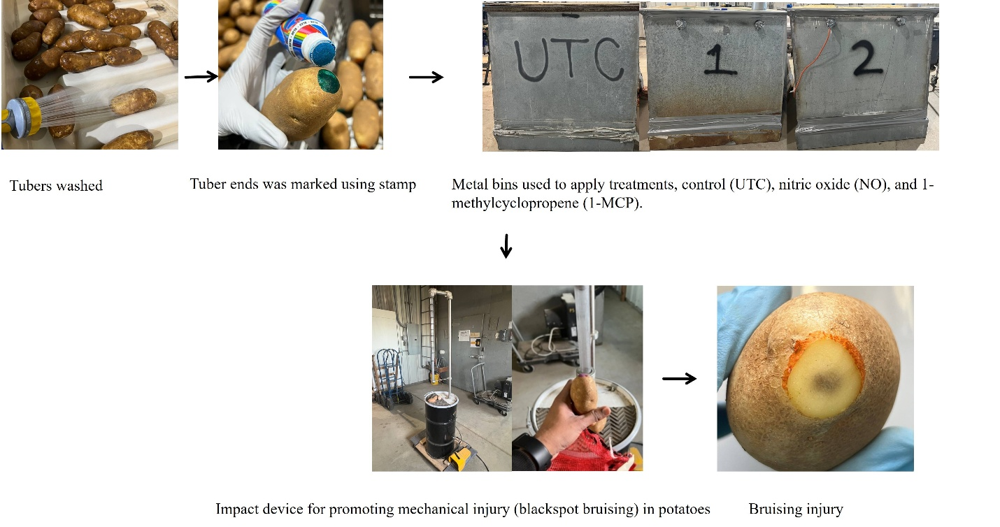 UTC
1
2
Tubers washed
Tuber ends was marked using stamp
Metal bins used to apply treatments, control (UTC), nitric oxide (NO), and 1-
methylcyclopropene (1-MCP).
Impact device for promoting mechanical injury (blackspot bruising) in potatoes
Bruising injury